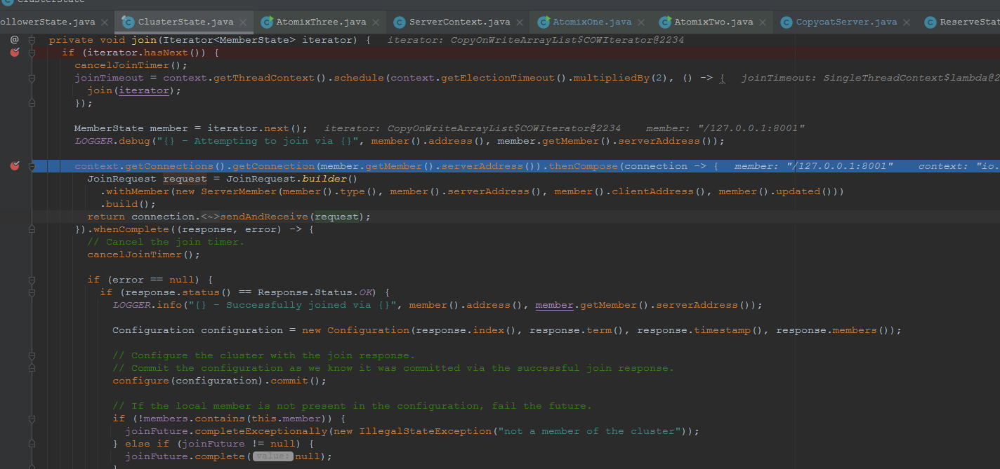 ClusterState
ollowerState.java ClusterState.java AtomixThree.java ServerContext.java AtomixOne.java AtomixTwo.java CopycatServer.java ReserveStat
private void join(Iterator<MemberState> iterator) { iterator: CopyOnWriteArrayList$COWIterator@2234
if (iterator.hasNext()) {
cancelJoinTimer();
joinTimeout = context.getThreadContext().schedule(context.getElectionTimeout().multipliedBy(2), () -> { joinTimeout: SingleThreadContext$lambda@2
join(iterator);
});
MemberState member = iterator.next(); iterator: CopyOnWriteArrayList$COWIterator@2234 member: "/127.0.0.1:8001"
LOGGER.debug("{} - Attempting to join via {}", member().address(), member.getMember().serverAddress());
context.getConnections().getConnection(member.getMember().serverAddress()).thenCompose(connection -> { member: "/127.0.0.1:8001" context: "io.
JoinRequest request = JoinRequest.builder()
.withMember(new ServerMember(member().type(), member().serverAddress(), member().clientAddress(), member().updated()))
.build();
return connection.<~>sendAndReceive(request);
}).whenComplete((response, error) -> {
// Cancel the join timer.
cancelJoinTimer();
if (error == null) {
if (response.status() == Response.Status.OK) {
LOGGER.info("{} - Successfully joined via {}", member().address(), member.getMember().serverAddress());
Configuration configuration = new Configuration(response.index(), response.term(), response.timestamp(), response.members());
// Configure the cluster with the join response.
// Commit the configuration as we know it was committed via the successful join response.
configure(configuration).commit();
// If the local member is not present in the configuration, fail the future.
if (!members.contains(this.member)) {
joinFuture.completeExceptionally(new IllegalStateException("not a member of the cluster"));
} else if (joinFuture != null) {
joinFuture.complete( value: null);
}